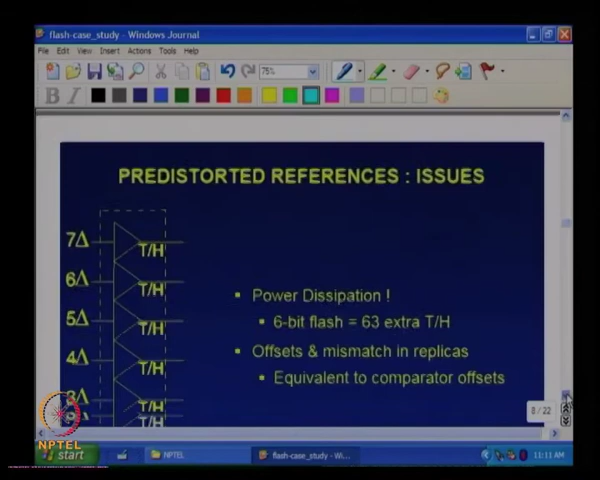 flash-case_study - Windows Journal
File Edit View Insert Actions Tools Help
75%
B I
PREDISTORTED REFERENCES : ISSUES
7Δ T/H
6Δ T/H
5Δ T/H
4Δ T/H
3Δ T/H
T/H
Power Dissipation !
6-bit flash = 63 extra T/H
Offsets & mismatch in replicas
Equivalent to comparator offsets
8 / 22
NPTEL
start
NPTEL
flash-case_study - Wi...
11:11 AM